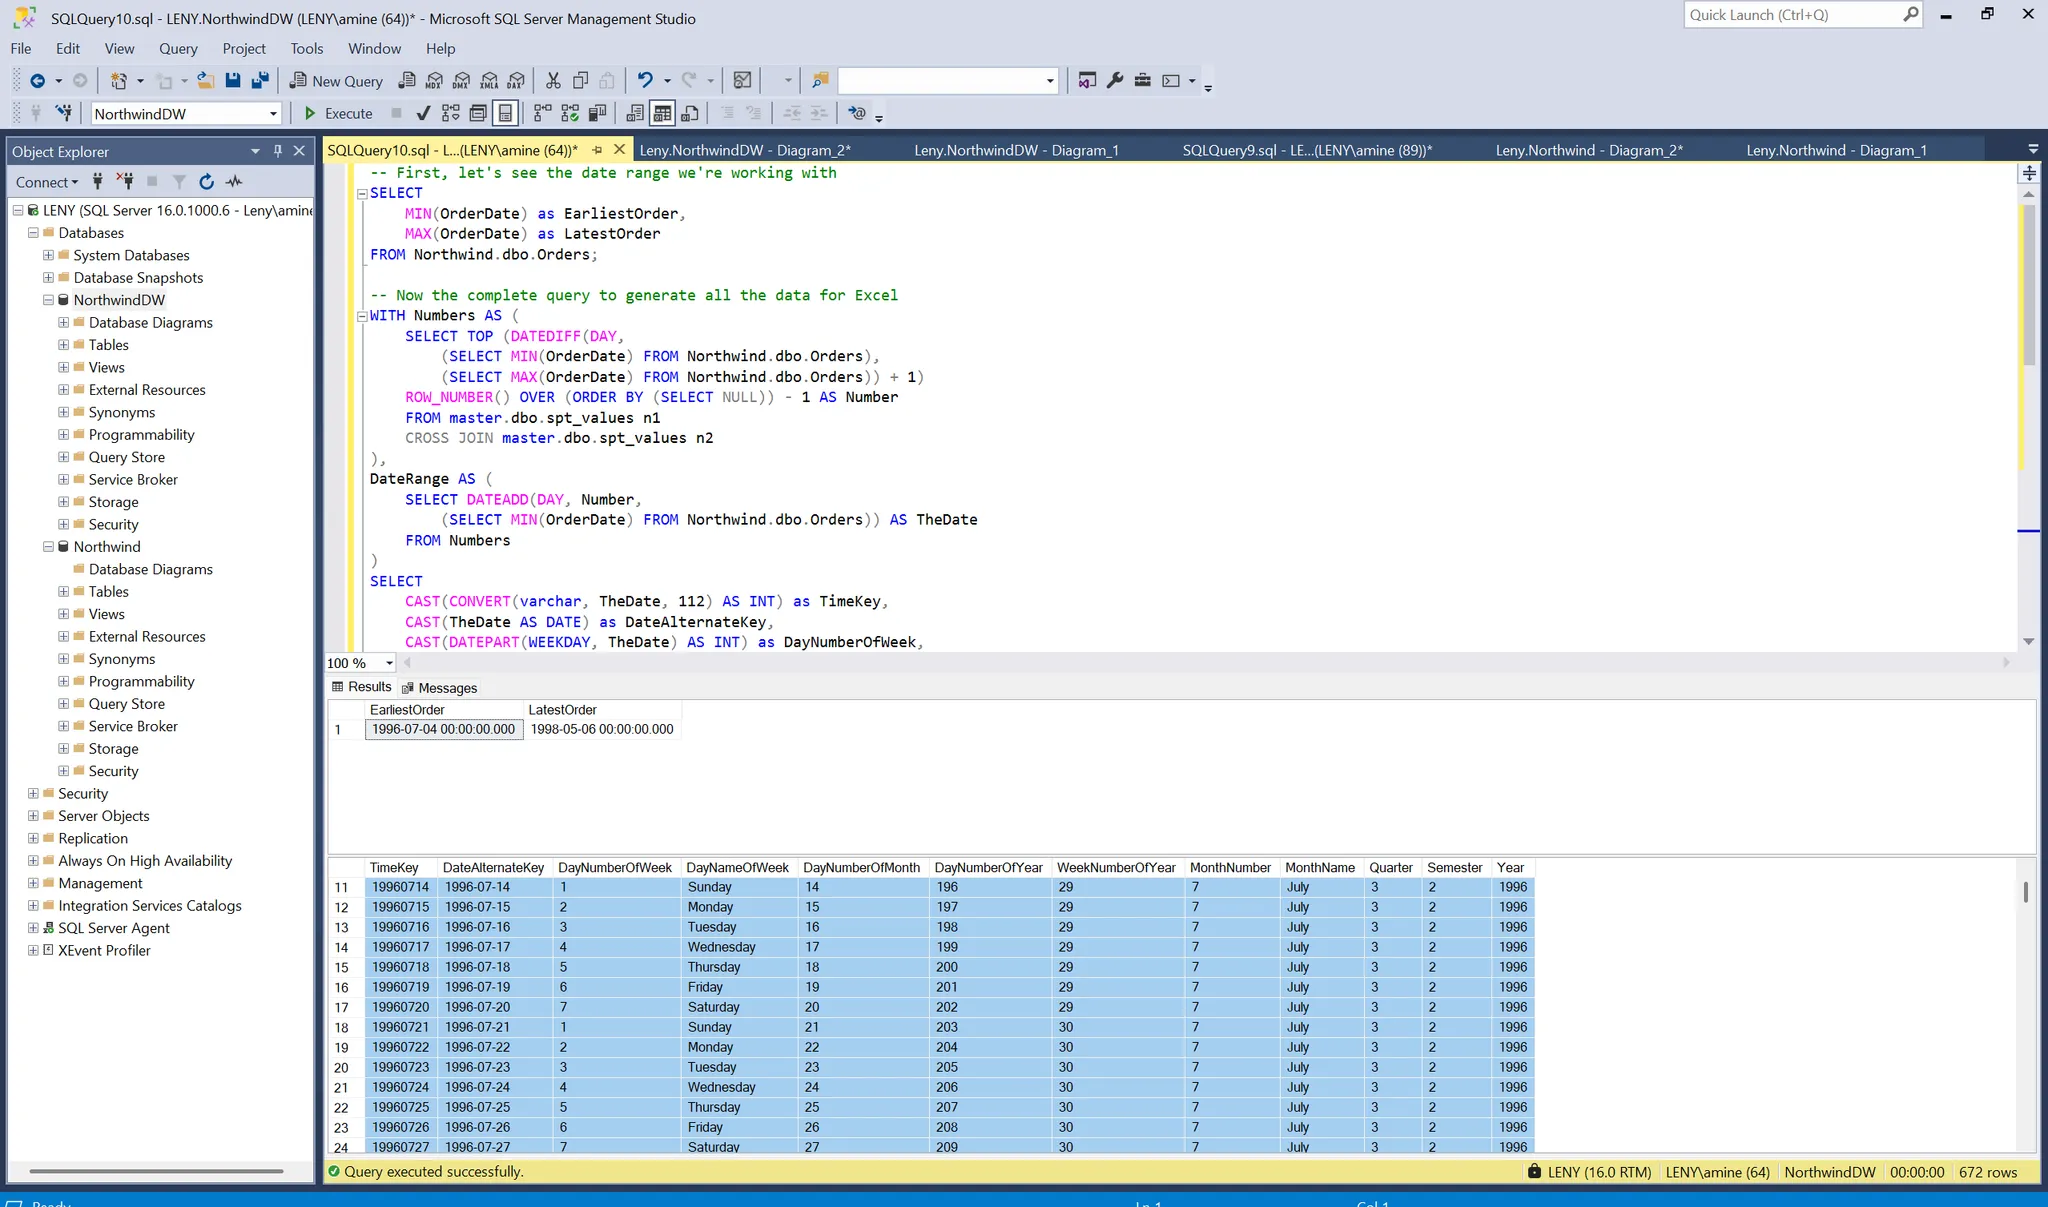 SQLQuery10.sql - LENY.NorthwindDW (LENY\amine (64))* - Microsoft SQL Server Management Studio
Quick Launch (Ctrl+Q)
File Edit View Query Project Tools Window Help
New Query MDX DMX XMLA DAX
NorthwindDW Execute
Object Explorer
SQLQuery10.sql - L...(LENY\amine (64))* Leny.NorthwindDW - Diagram_2* Leny.NorthwindDW - Diagram_1 SQLQuery9.sql - LE...(LENY\amine (89))* Leny.Northwind - Diagram_2* Leny.Northwind - Diagram_1
Connect
LENY (SQL Server 16.0.1000.6 - Leny\amine
Databases
System Databases
Database Snapshots
NorthwindDW
Database Diagrams
Tables
Views
External Resources
Synonyms
Programmability
Query Store
Service Broker
Storage
Security
Northwind
Database Diagrams
Tables
Views
External Resources
Synonyms
Programmability
Query Store
Service Broker
Storage
Security
Security
Server Objects
Replication
Always On High Availability
Management
Integration Services Catalogs
SQL Server Agent
XEvent Profiler
-- First, let's see the date range we're working with
SELECT
MIN(OrderDate) as EarliestOrder,
MAX(OrderDate) as LatestOrder
FROM Northwind.dbo.Orders;
-- Now the complete query to generate all the data for Excel
WITH Numbers AS (
SELECT TOP (DATEDIFF(DAY,
(SELECT MIN(OrderDate) FROM Northwind.dbo.Orders),
(SELECT MAX(OrderDate) FROM Northwind.dbo.Orders)) + 1)
ROW_NUMBER() OVER (ORDER BY (SELECT NULL)) - 1 AS Number
FROM master.dbo.spt_values n1
CROSS JOIN master.dbo.spt_values n2
),
DateRange AS (
SELECT DATEADD(DAY, Number,
(SELECT MIN(OrderDate) FROM Northwind.dbo.Orders)) AS TheDate
FROM Numbers
)
SELECT
CAST(CONVERT(varchar, TheDate, 112) AS INT) as TimeKey,
CAST(TheDate AS DATE) as DateAlternateKey,
CAST(DATEPART(WEEKDAY, TheDate) AS INT) as DayNumberOfWeek,
100 %
Results Messages
EarliestOrder LatestOrder
1 1996-07-04 00:00:00.000 1998-05-06 00:00:00.000
TimeKey DateAlternateKey DayNumberOfWeek DayNameOfWeek DayNumberOfMonth DayNumberOfYear WeekNumberOfYear MonthNumber MonthName Quarter Semester Year
11 19960714 1996-07-14 1 Sunday 14 196 29 7 July 3 2 1996
12 19960715 1996-07-15 2 Monday 15 197 29 7 July 3 2 1996
13 19960716 1996-07-16 3 Tuesday 16 198 29 7 July 3 2 1996
14 19960717 1996-07-17 4 Wednesday 17 199 29 7 July 3 2 1996
15 19960718 1996-07-18 5 Thursday 18 200 29 7 July 3 2 1996
16 19960719 1996-07-19 6 Friday 19 201 29 7 July 3 2 1996
17 19960720 1996-07-20 7 Saturday 20 202 29 7 July 3 2 1996
18 19960721 1996-07-21 1 Sunday 21 203 30 7 July 3 2 1996
19 19960722 1996-07-22 2 Monday 22 204 30 7 July 3 2 1996
20 19960723 1996-07-23 3 Tuesday 23 205 30 7 July 3 2 1996
21 19960724 1996-07-24 4 Wednesday 24 206 30 7 July 3 2 1996
22 19960725 1996-07-25 5 Thursday 25 207 30 7 July 3 2 1996
23 19960726 1996-07-26 6 Friday 26 208 30 7 July 3 2 1996
24 19960727 1996-07-27 7 Saturday 27 209 30 7 July 3 2 1996
Query executed successfully. LENY (16.0 RTM) LENY\amine (64) NorthwindDW 00:00:00 672 rows
Ready Ln 1 Col 1